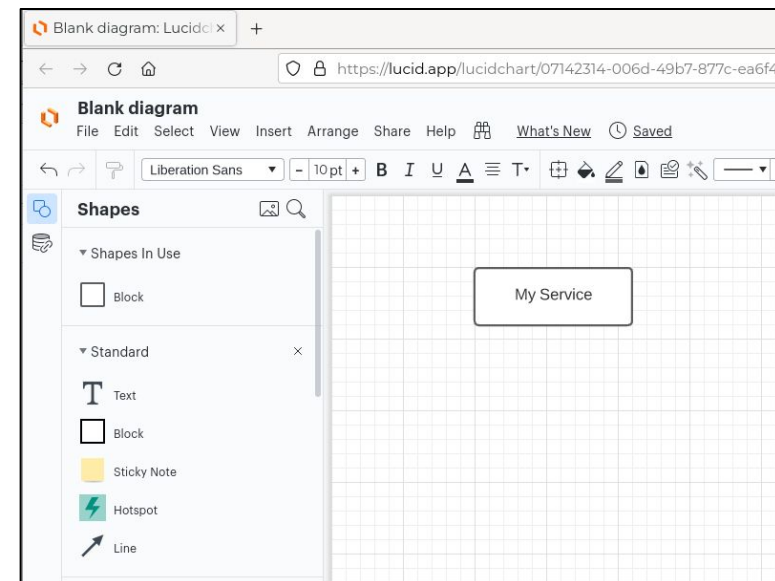 Blank diagram: Lucidc
https://lucid.app/lucidchart/07142314-006d-49b7-877c-ea6f4
Blank diagram
File Edit Select View Insert Arrange Share Help What's New Saved
Liberation Sans - 10 pt + B I U A T
Shapes
Shapes In Use
Block
My Service
Standard
T Text
Block
Sticky Note
Hotspot
Line